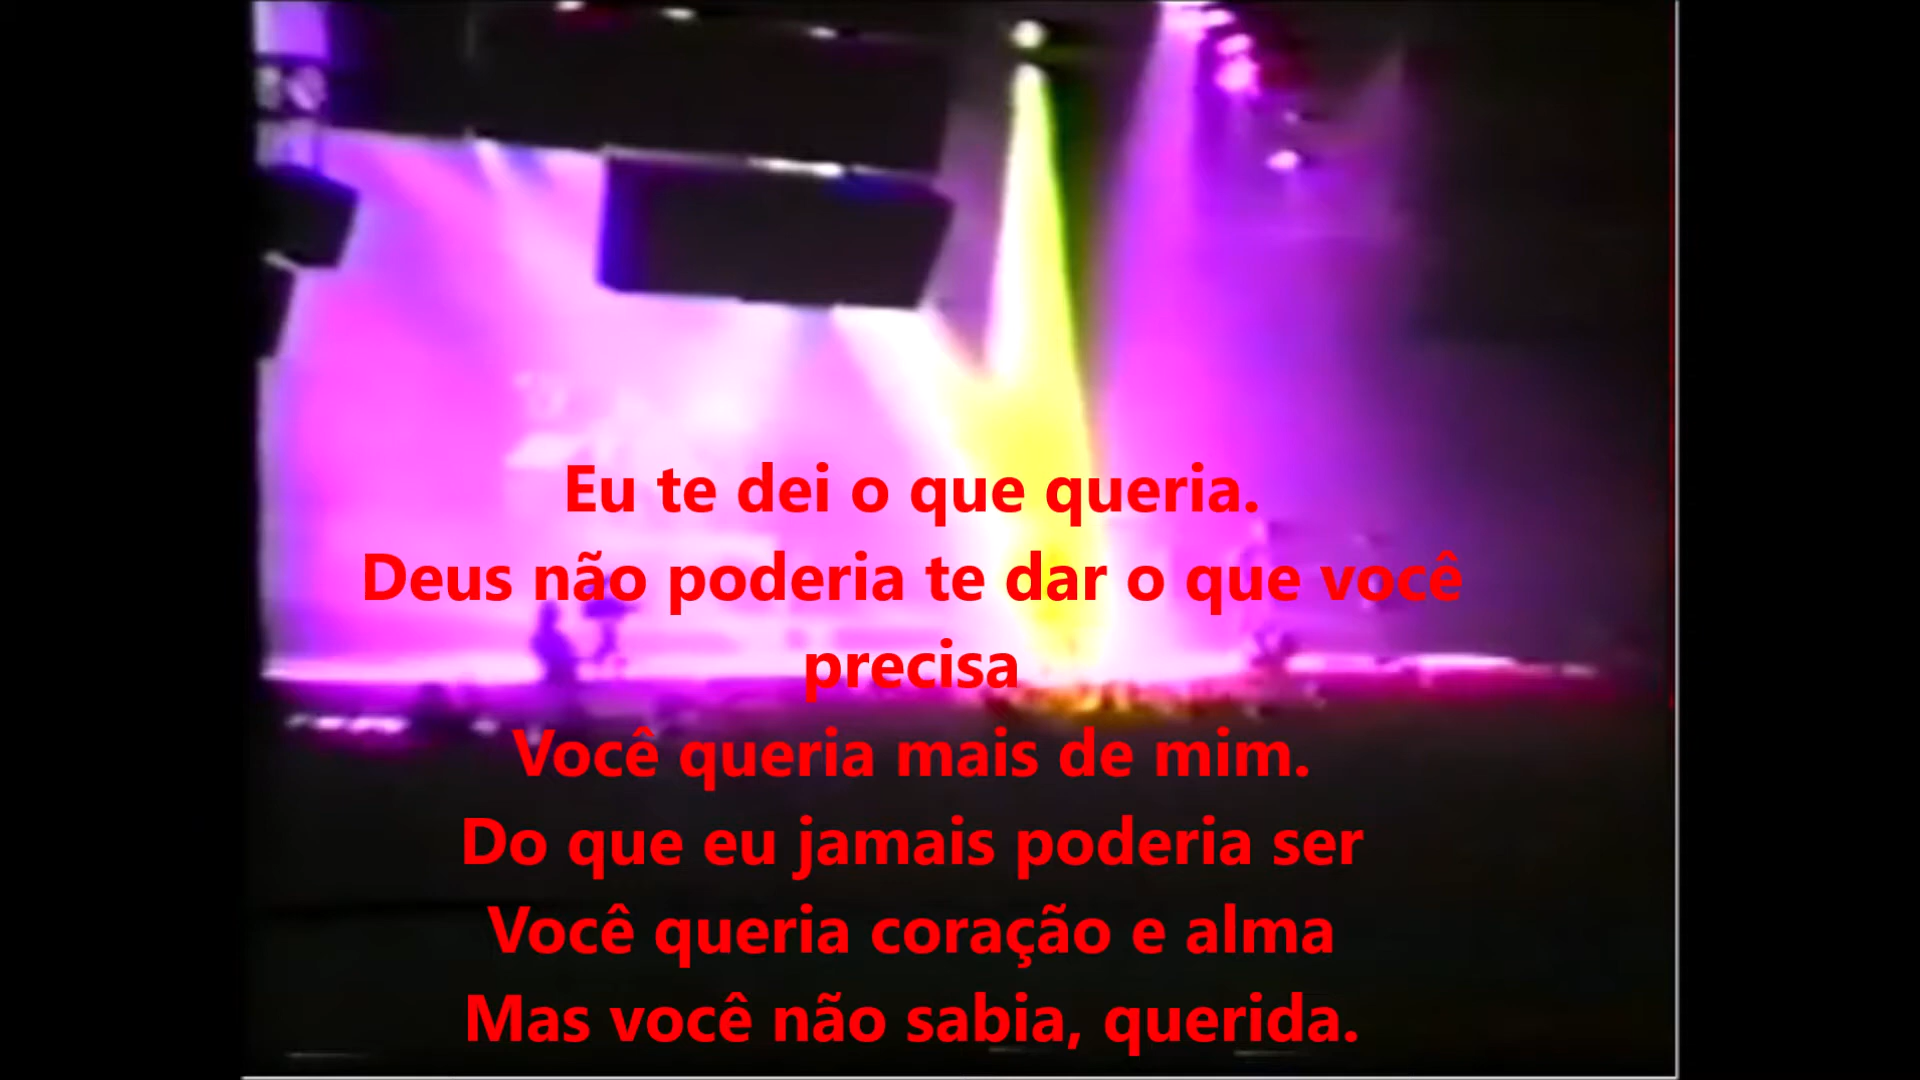 Eu te dei o que queria.
Deus não poderia te dar o que você
precisa
Você queria mais de mim.
Do que eu jamais poderia ser
Você queria coração e alma
Mas você não sabia, querida.